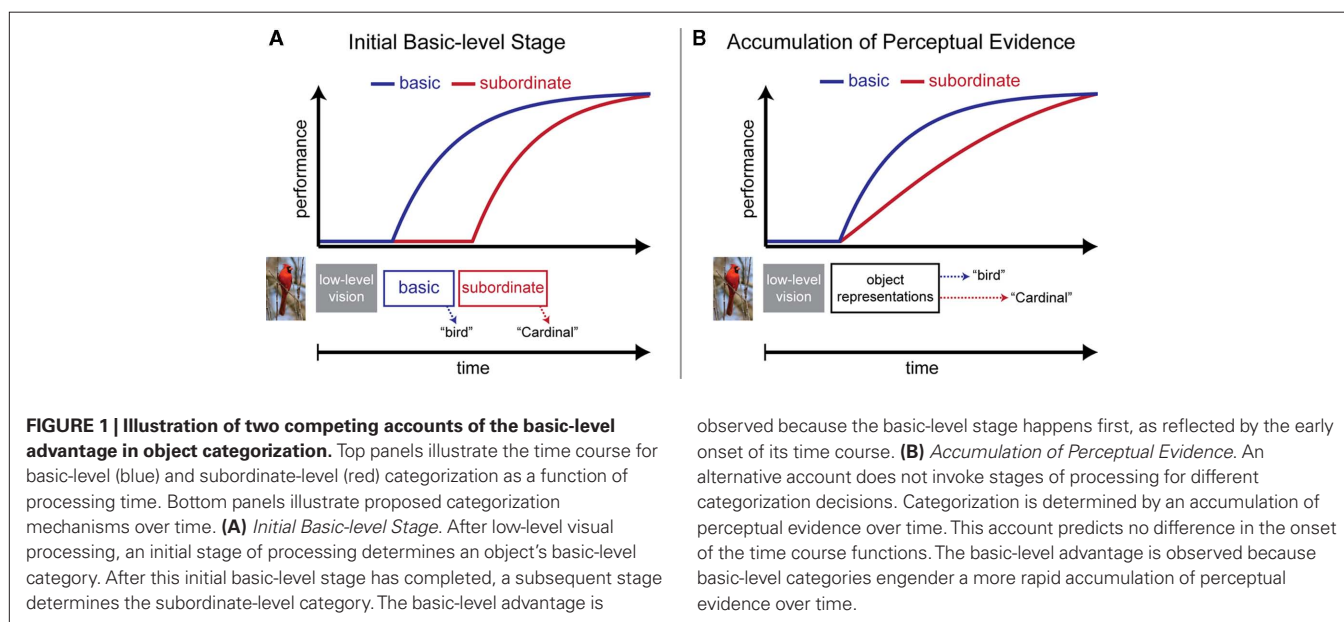 A Initial Basic-level Stage
basic subordinate
performance
low-level
vision
basic
subordinate
"bird" "Cardinal"
time
B Accumulation of Perceptual Evidence
basic subordinate
performance
low-level
vision
object
representations
"bird"
"Cardinal"
time
FIGURE 1 | Illustration of two competing accounts of the basic-level
advantage in object categorization. Top panels illustrate the time course for
basic-level (blue) and subordinate-level (red) categorization as a function of
processing time. Bottom panels illustrate proposed categorization
mechanisms over time. (A) Initial Basic-level Stage. After low-level visual
processing, an initial stage of processing determines an object's basic-level
category. After this initial basic-level stage has completed, a subsequent stage
determines the subordinate-level category. The basic-level advantage is
observed because the basic-level stage happens first, as reflected by the early
onset of its time course. (B) Accumulation of Perceptual Evidence. An
alternative account does not invoke stages of processing for different
categorization decisions. Categorization is determined by an accumulation of
perceptual evidence over time. This account predicts no difference in the onset
of the time course functions. The basic-level advantage is observed because
basic-level categories engender a more rapid accumulation of perceptual
evidence over time.